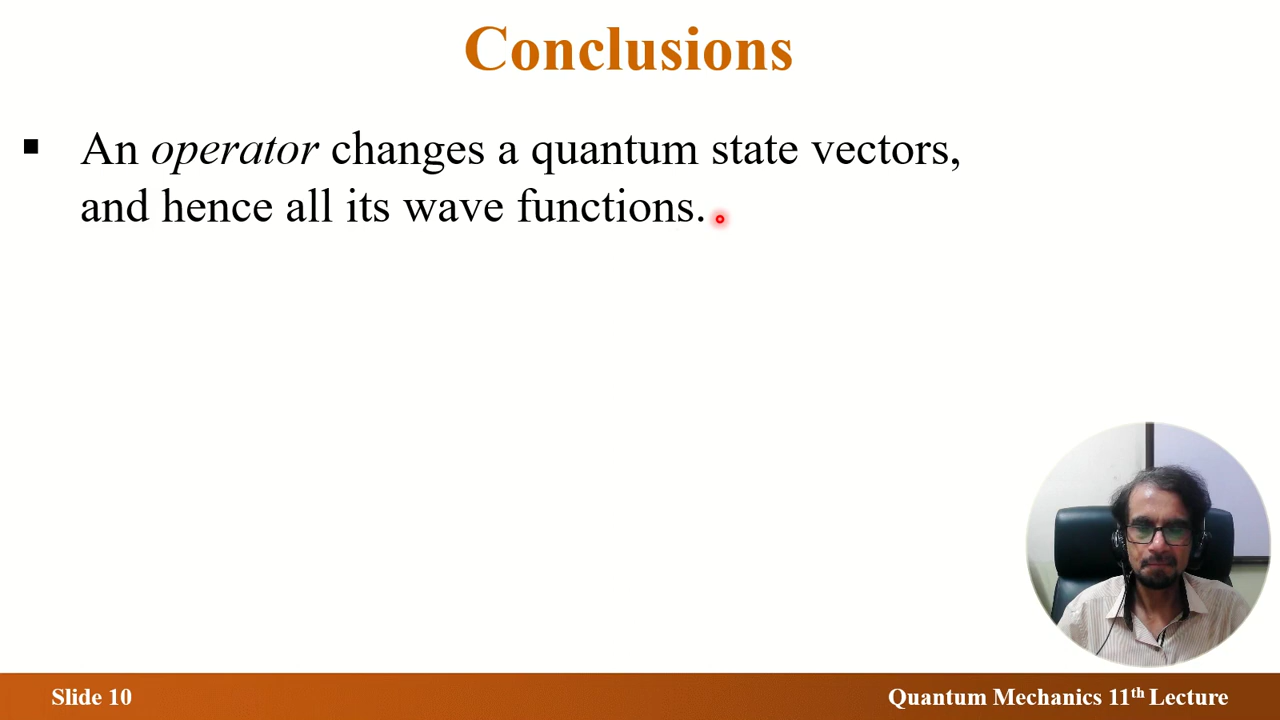 Conclusions
▪ An operator changes a quantum state vectors,
and hence all its wave functions.
Slide 10
Quantum Mechanics 11th Lecture